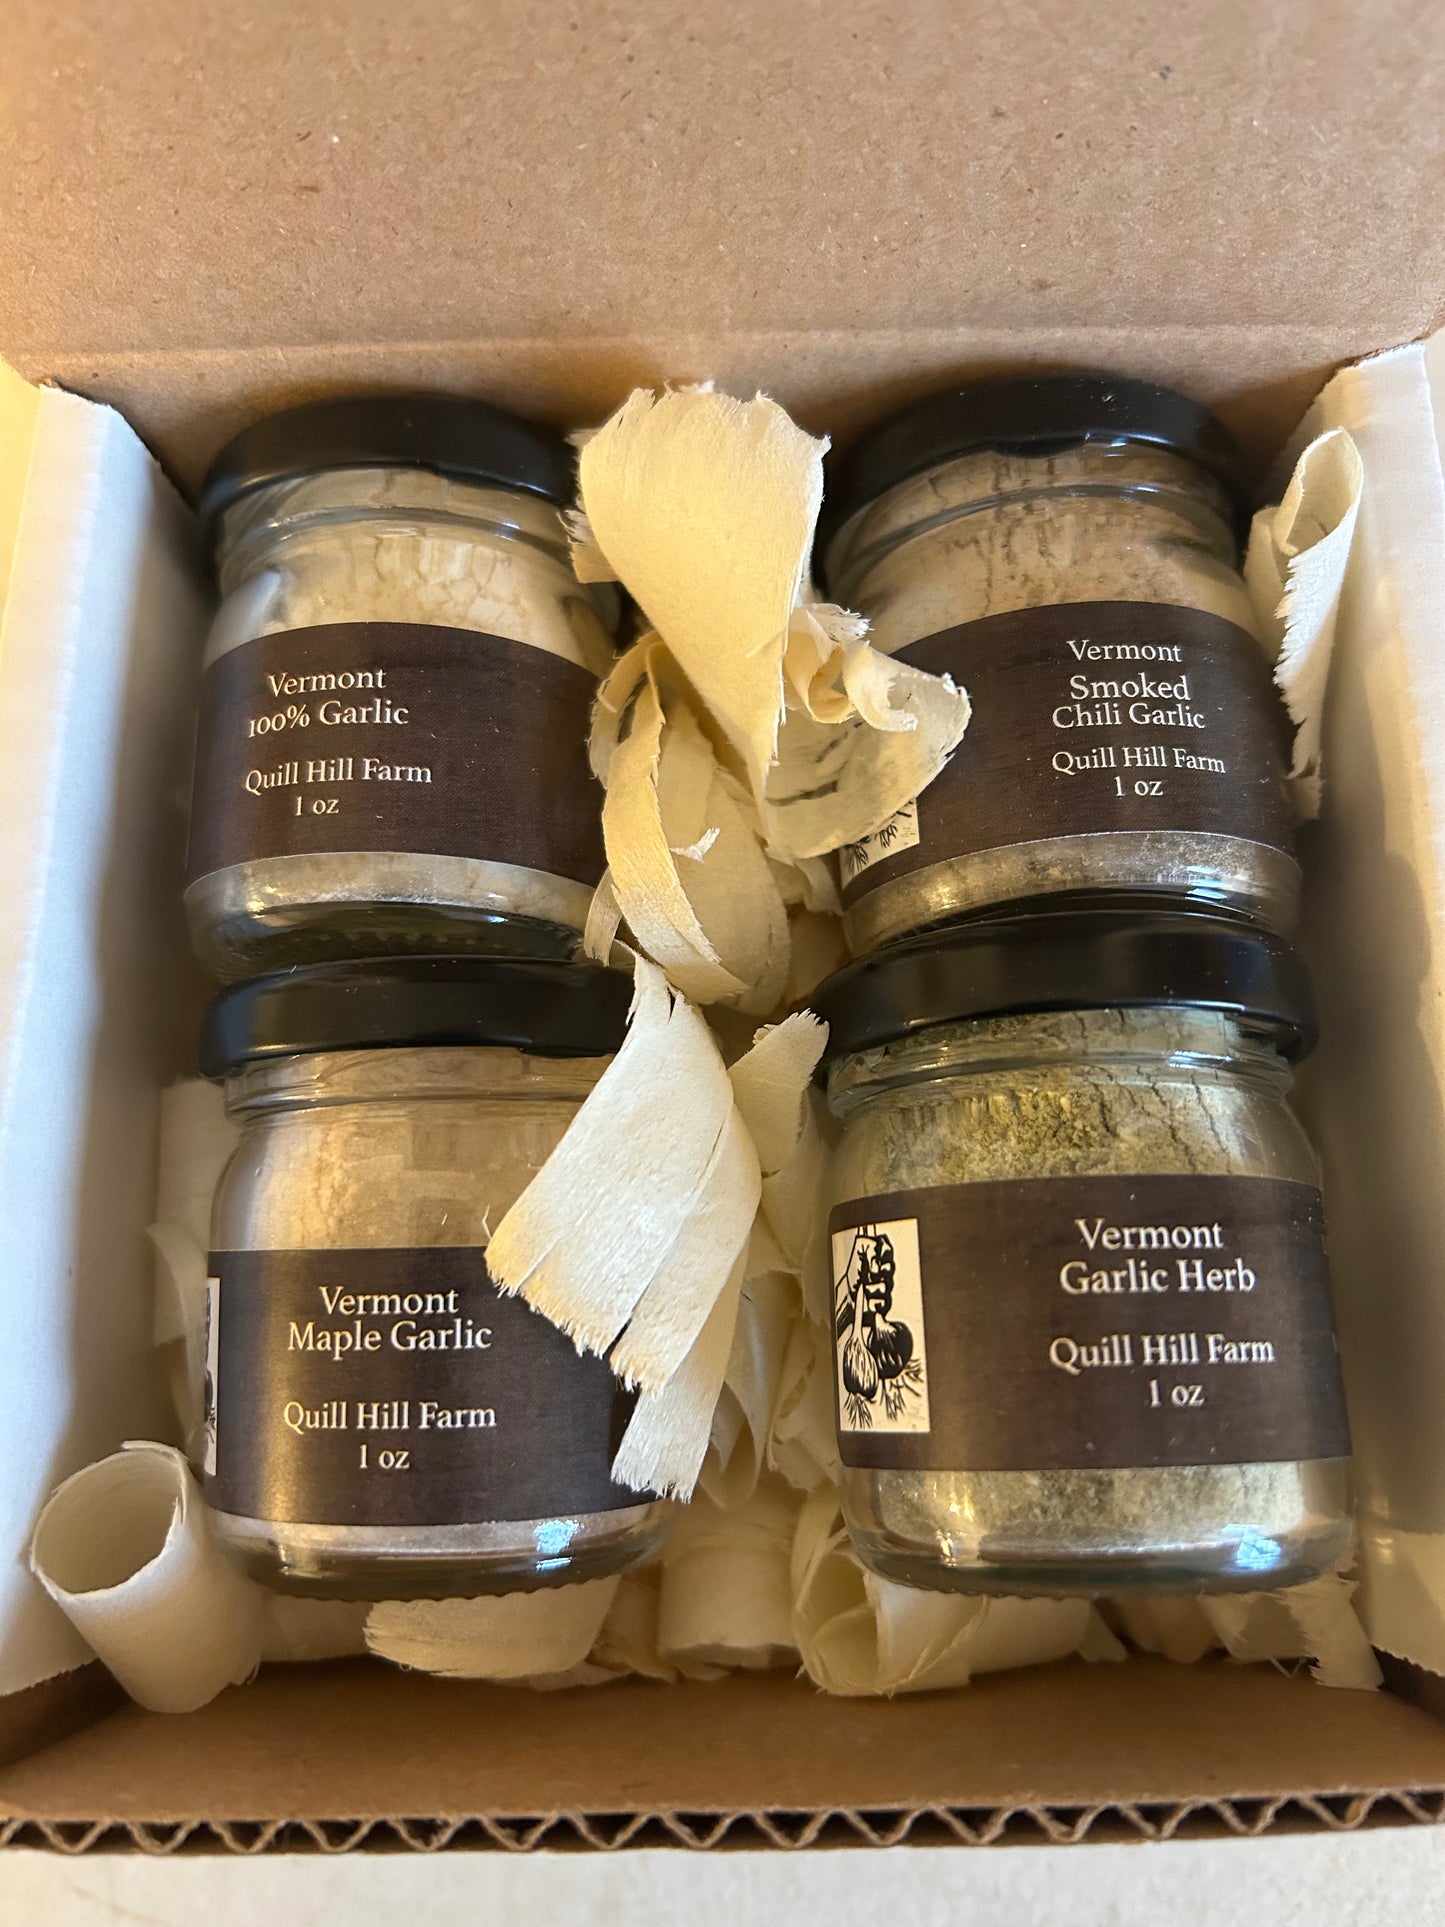 Vermont
100% Garlic
Quill Hill Farm
1 oz
Vermont
Smoked
Chili Garlic
Quill Hill Farm
1 oz
Vermont
Maple Garlic
Quill Hill Farm
1 oz
Vermont
Garlic Herb
Quill Hill Farm
1 oz